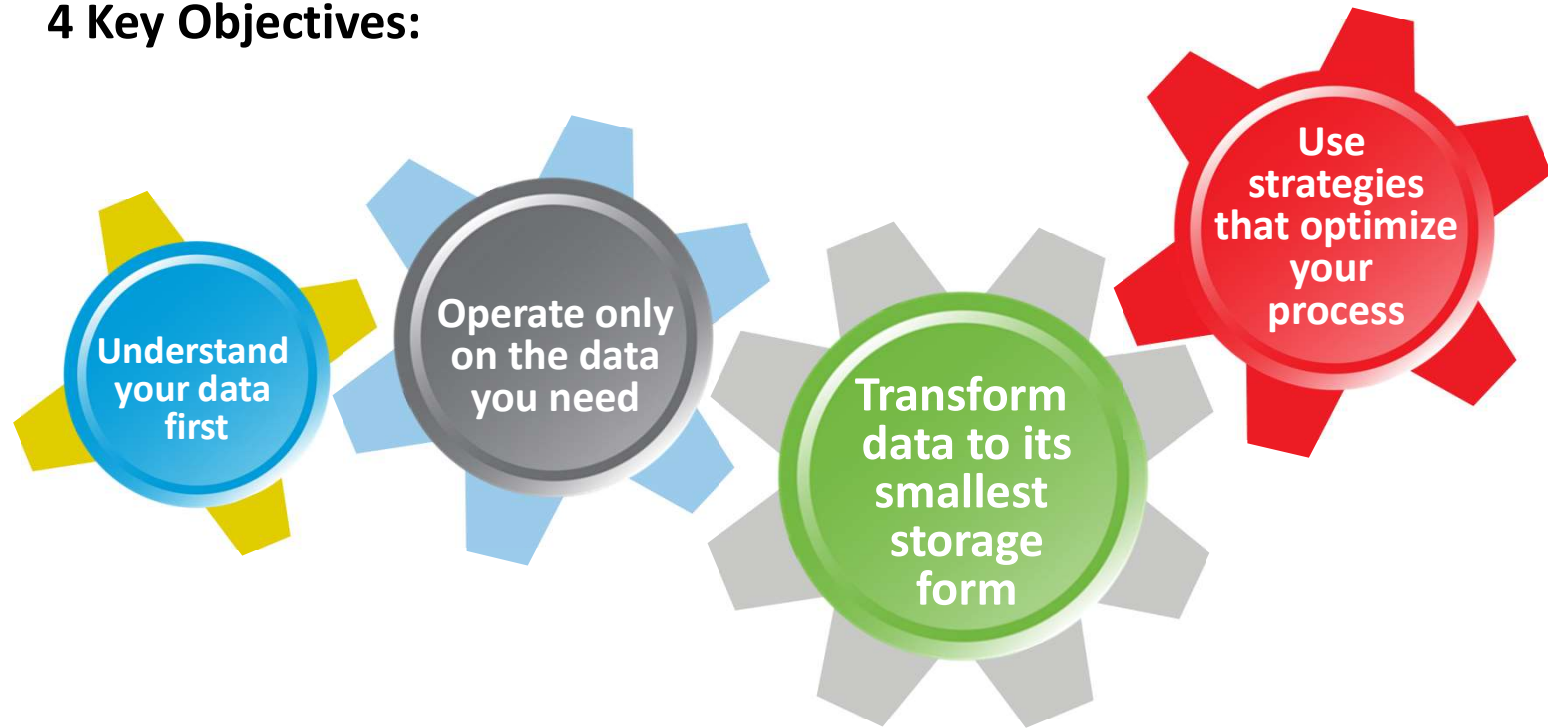 4 Key Objectives:
Understand
your data
first
Operate only
on the data
you need
Transform
data to its
smallest
storage
form
Use
strategies
that optimize
your
process